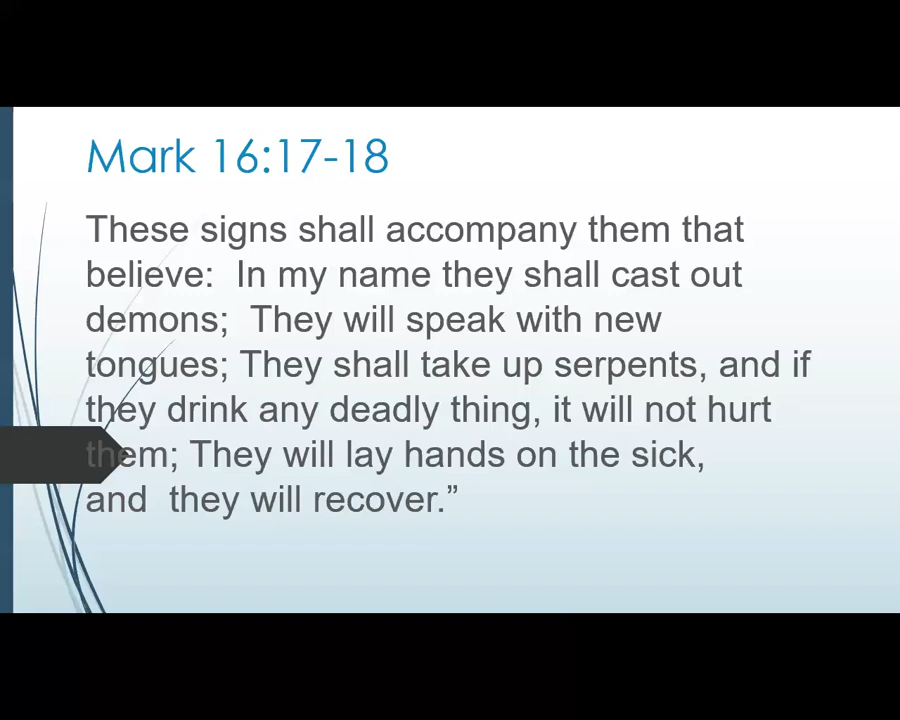 Mark 16:17-18
These signs shall accompany them that
believe:  In my name they shall cast out
demons;  They will speak with new
tongues; They shall take up serpents, and if
they drink any deadly thing, it will not hurt
them; They will lay hands on the sick,
and  they will recover.”